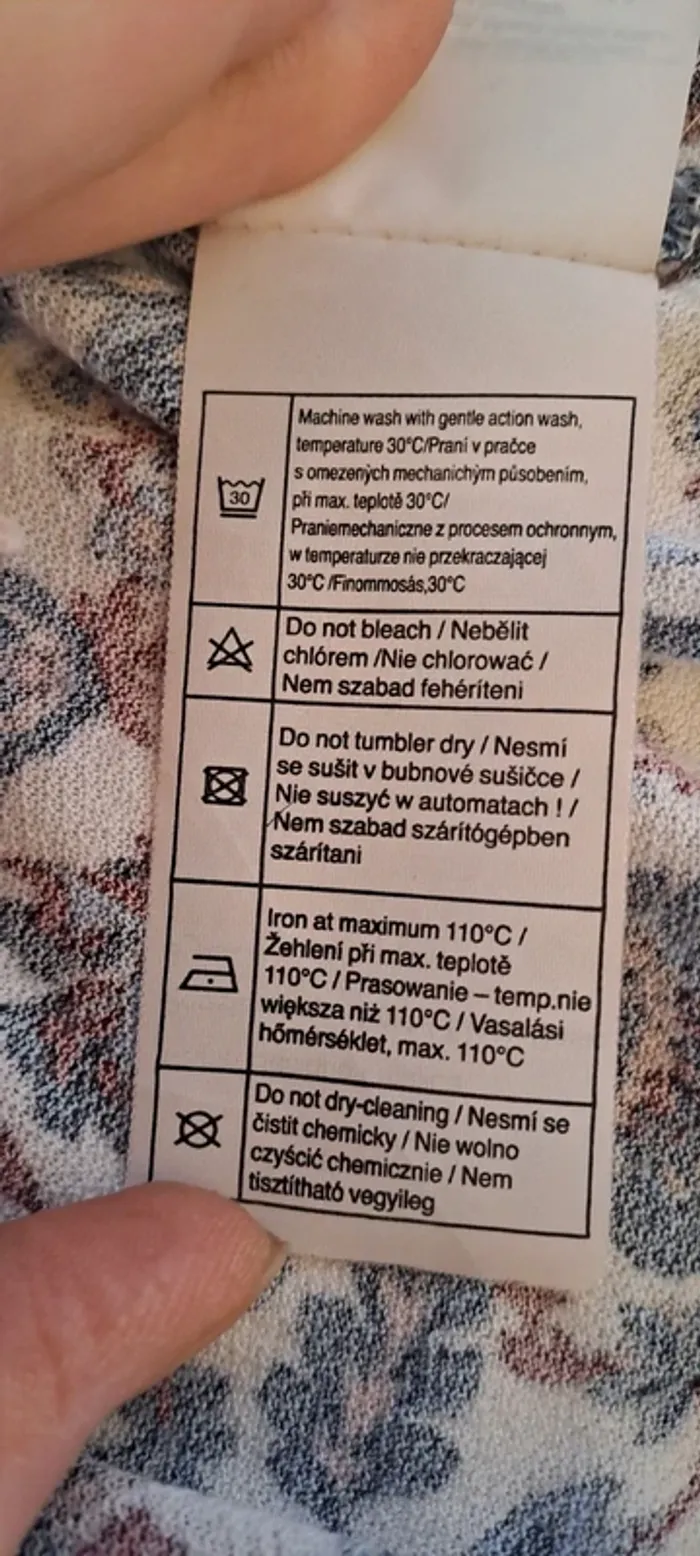 30
Machine wash with gentle action wash,
temperature 30°C/Praní v pračce
s omezených mechanichým působením,
při max. teplotě 30°C/
Praniemechaniczne z procesem ochronnym,
w temperaturze nie przekraczającej
30°C /Finommosás,30°C
Do not bleach / Nebělit
chlórem /Nie chlorować /
Nem szabad fehéríteni
Do not tumbler dry / Nesmí
se sušit v bubnové sušičce /
Nie suszyć w automatach ! /
Nem szabad szárítógépben
szárítani
Iron at maximum 110°C /
Žehlení při max. teplotě
110°C / Prasowanie – temp.nie
większa niż 110°C / Vasalási
hőmérséklet, max. 110°C
Do not dry-cleaning / Nesmí se
čistit chemicky / Nie wolno
czyścić chemicznie / Nem
tisztítható vegyileg